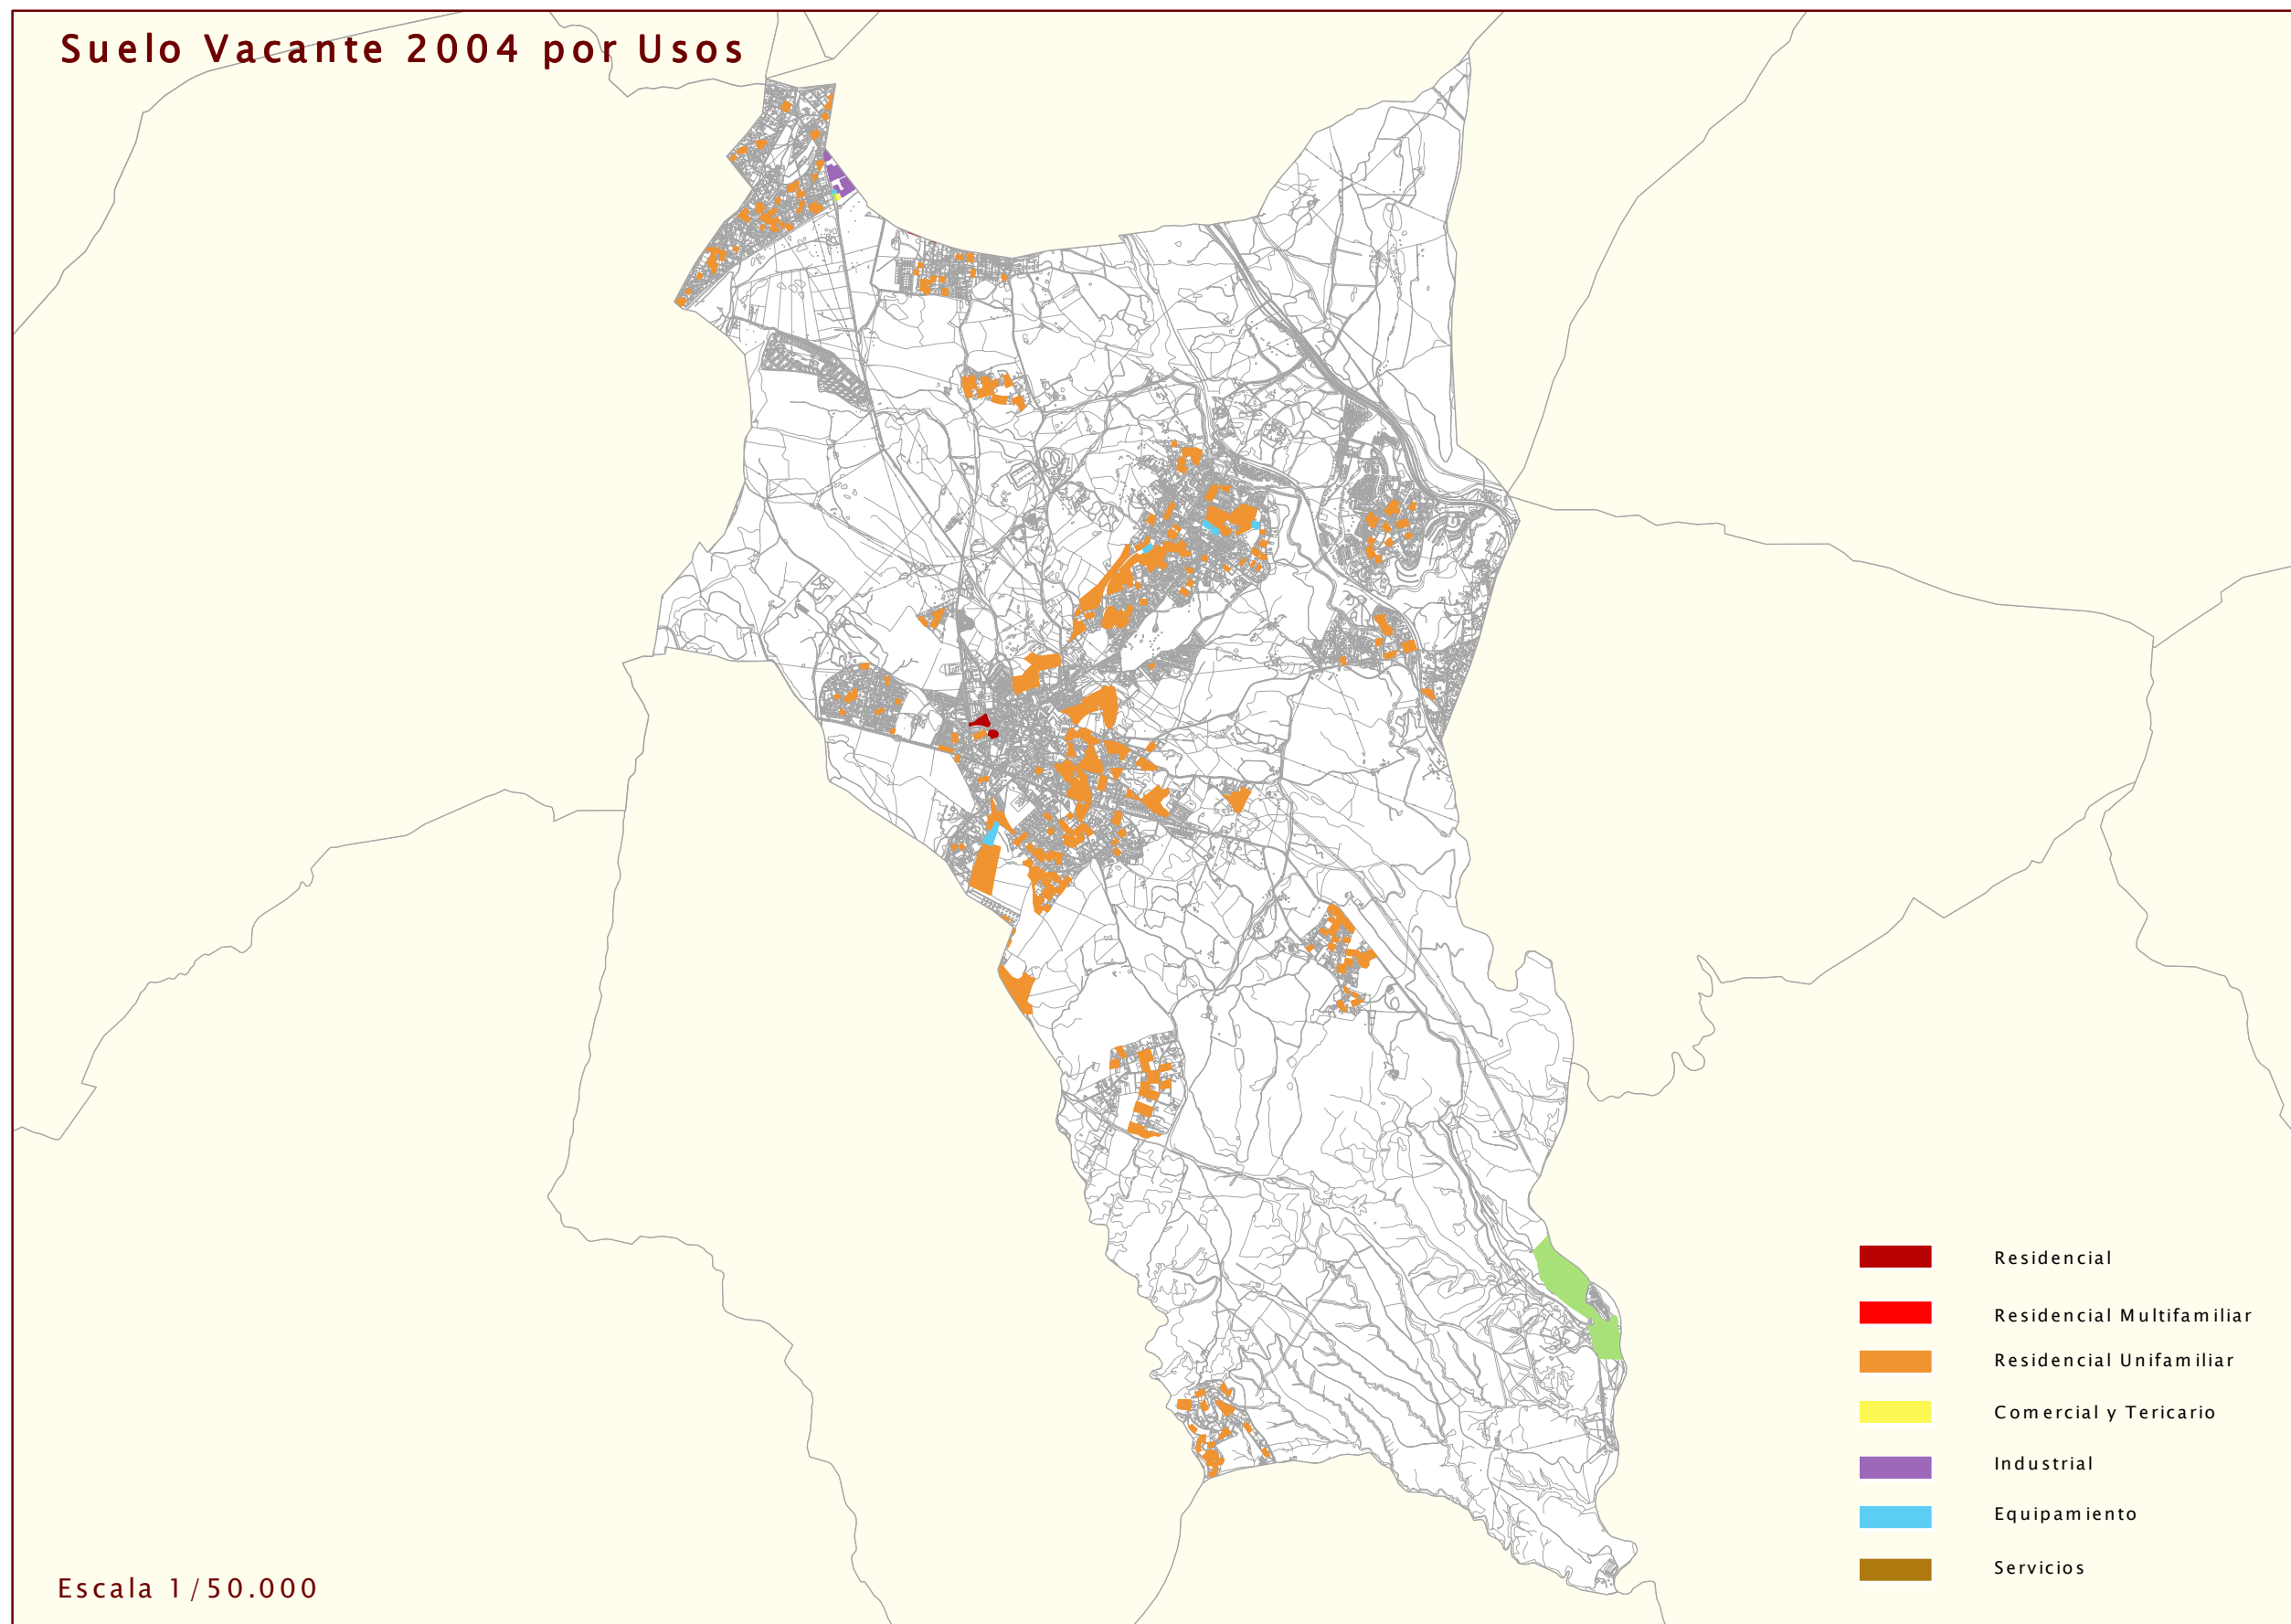 Suelo Vacante 2004 por Usos
Residencial
Residencial Multifamiliar
Residencial Unifamiliar
Comercial y Tericario
Industrial
Equipamiento
Servicios
Escala 1/50.000